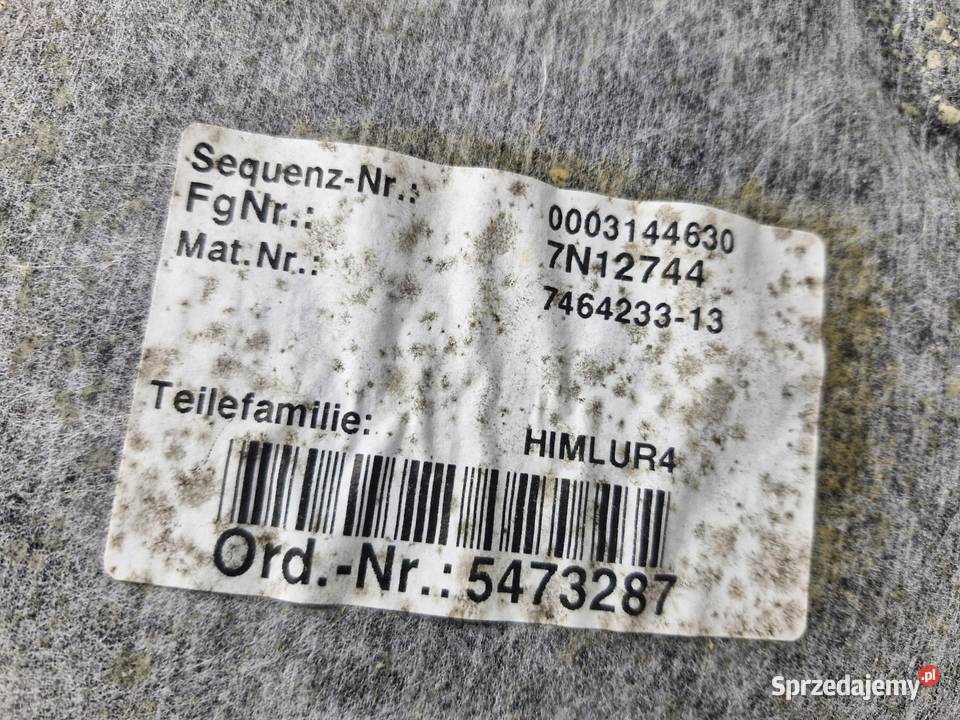 Sequenz-Nr.: 0003144630
FgNr.: 7N12744
Mat.Nr.: 7464233-13
Teilefamilie: HIMLUR4
Ord.-Nr.: 5473287
Sprzedajemy.pl